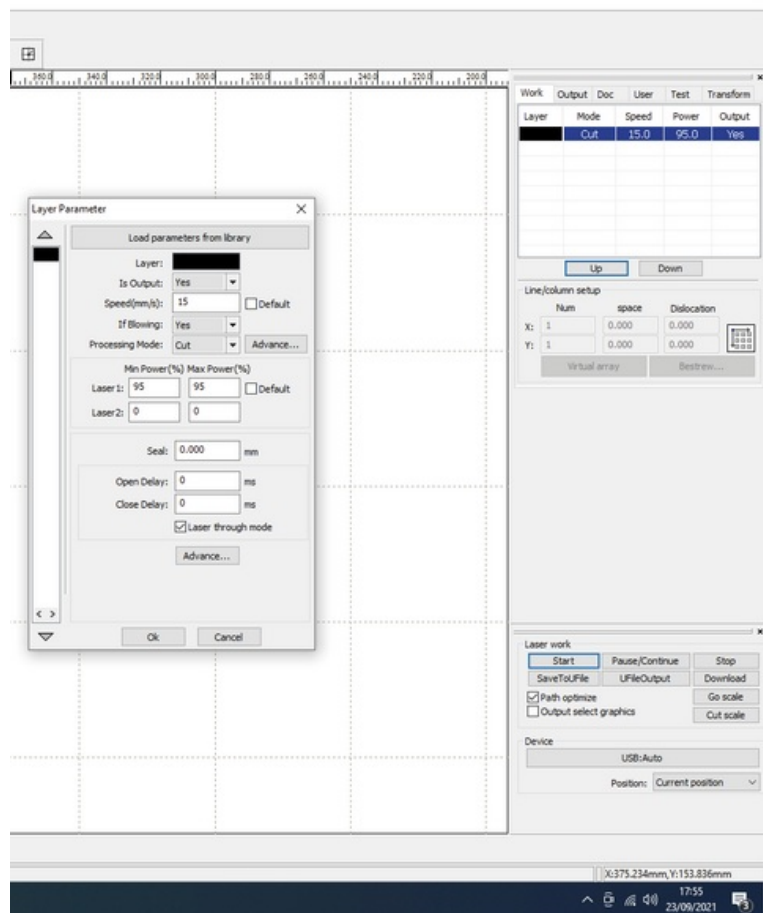 360.0 340.0 320.0 300.0 280.0 260.0 240.0 220.0 200.0
Work Output Doc User Test Transform
Layer Mode Speed Power Output
Cut 15.0 95.0 Yes
Up Down
Line/column setup
Num space Dislocation
X: 1 0.000 0.000
Y: 1 0.000 0.000
Virtual array Bestrew...
Layer Parameter
Load parameters from library
Layer:
Is Output: Yes
Speed(mm/s): 15 Default
If Blowing: Yes
Processing Mode: Cut Advance...
Min Power(%) Max Power(%)
Laser1: 95 95 Default
Laser2: 0 0
Seal: 0.000 mm
Open Delay: 0 ms
Close Delay: 0 ms
Laser through mode
Advance...
Ok Cancel
Laser work
Start Pause/Continue Stop
SaveToUFile UFileOutput Download
Path optimize Go scale
Output select graphics Cut scale
Device
USB:Auto
Position: Current position
X:375.234mm,Y:153.836mm
17:55
23/09/2021
3